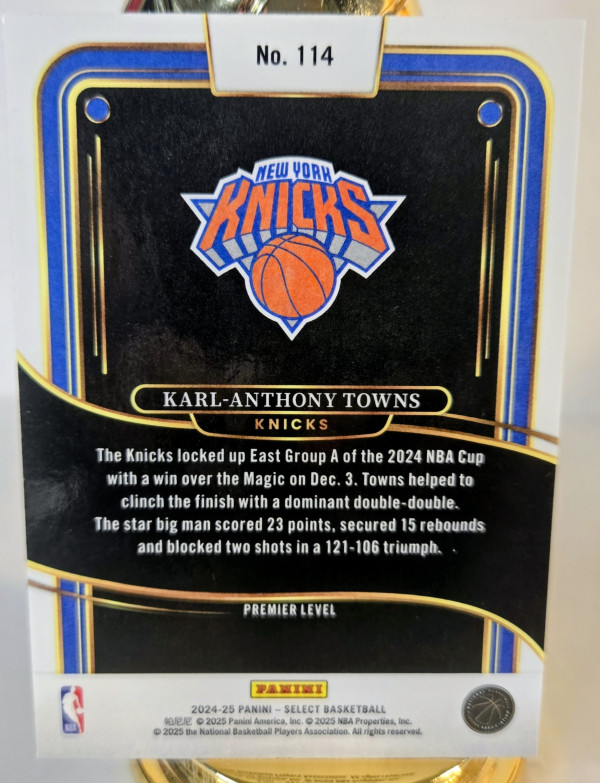 No. 114
NEW YORK
KNICKS
KARL-ANTHONY TOWNS
KNICKS
The Knicks locked up East Group A of the 2024 NBA Cup
with a win over the Magic on Dec. 3. Towns helped to
clinch the finish with a dominant double-double.
The star big man scored 23 points, secured 15 rebounds
and blocked two shots in a 121-106 triumph.
PREMIER LEVEL
PANINI
2024-25 PANINI – SELECT BASKETBALL
帕尼尼 © 2025 Panini America, Inc. © 2025 NBA Properties, Inc.
© 2025 the National Basketball Players Association. All rights reserved.